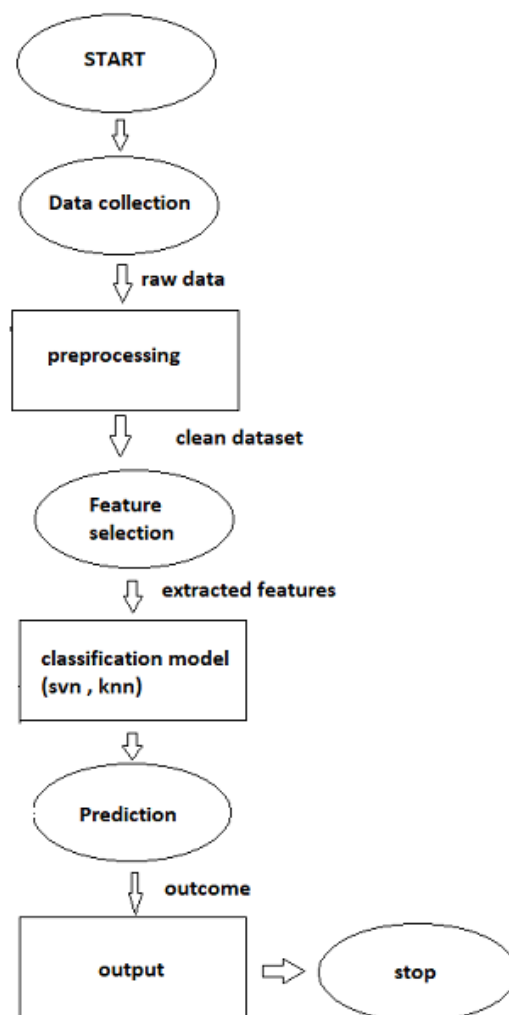 START
Data collection
raw data
preprocessing
clean dataset
Feature
selection
extracted features
classification model
(svn , knn)
Prediction
outcome
output
stop